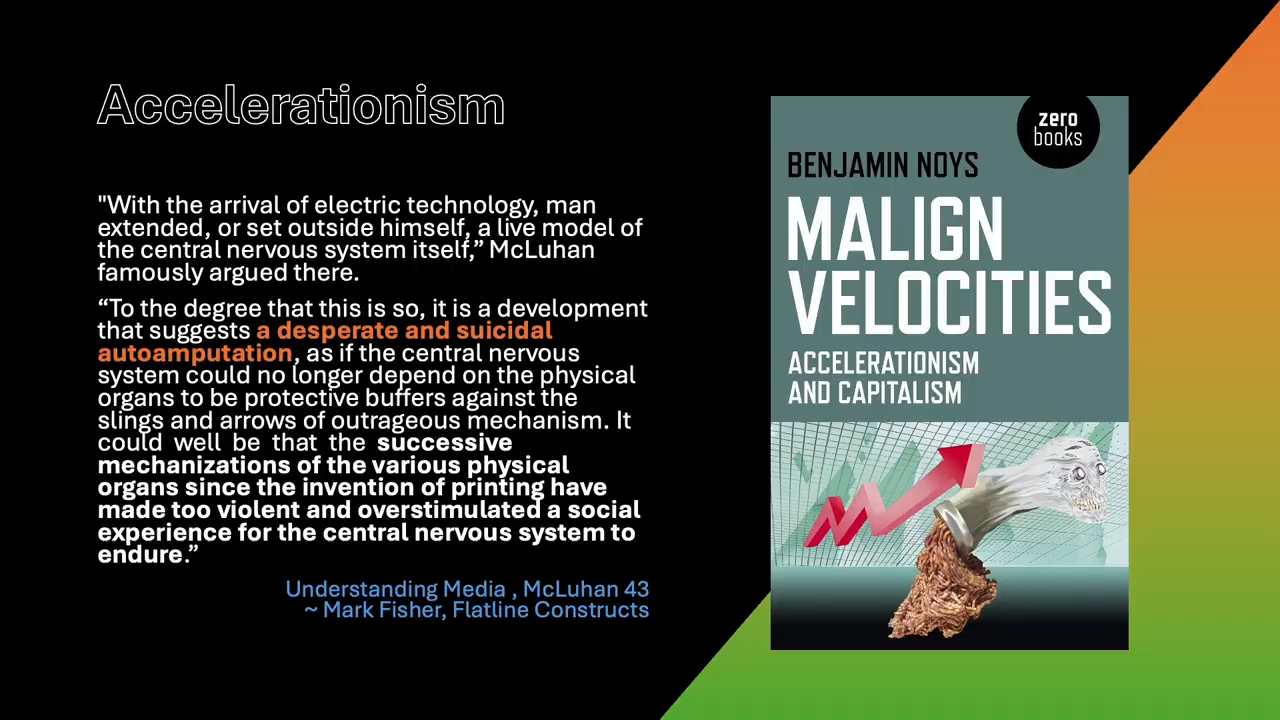 Accelerationism
"With the arrival of electric technology, man
extended, or set outside himself, a live model of
the central nervous system itself,” McLuhan
famously argued there.
“To the degree that this is so, it is a development
that suggests a desperate and suicidal
autoamputation, as if the central nervous
system could no longer depend on the physical
organs to be protective buffers against the
slings and arrows of outrageous mechanism. It
could well be that the successive
mechanizations of the various physical
organs since the invention of printing have
made too violent and overstimulated a social
experience for the central nervous system to
endure.”
Understanding Media , McLuhan 43
~ Mark Fisher, Flatline Constructs
zero
books
BENJAMIN NOYS
MALIGN
VELOCITIES
ACCELERATIONISM
AND CAPITALISM